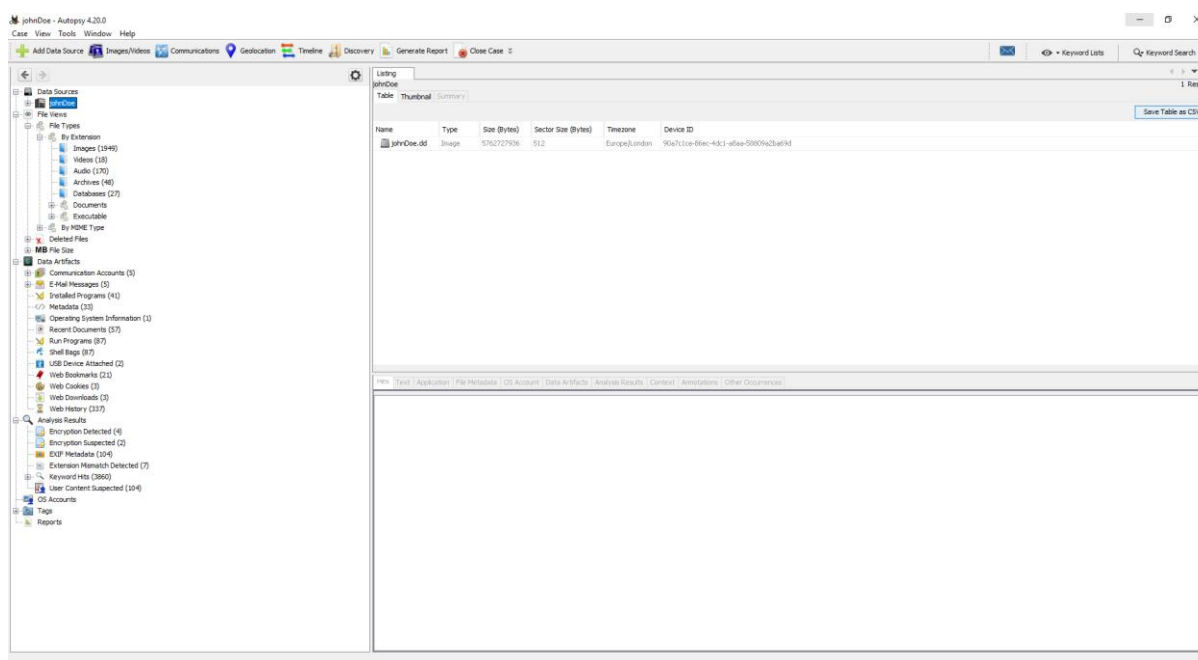 johnDoe - Autopsy 4.20.0
Case View Tools Window Help
Add Data Source Images/Videos Communications Geolocation Timeline Discovery Generate Report Close Case
Keyword Lists Keyword Search
Listing
johnDoe
1 Res
Table Thumbnail Summary
Save Table as CSV
Name Type Size (Bytes) Sector Size (Bytes) Timezone Device ID
johnDoe.dd Image 5762727936 512 Europe/London
Data Sources
johnDoe
File Views
File Types
By Extension
Images (1949)
Videos (18)
Audio (170)
Archives (48)
Databases (27)
Documents
Executable
By MIME Type
Deleted Files
MB File Size
Data Artifacts
Communication Accounts (5)
E-Mail Messages (5)
Installed Programs (41)
Metadata (33)
Operating System Information (1)
Recent Documents (57)
Run Programs (87)
Shell Bags (87)
USB Device Attached (2)
Web Bookmarks (21)
Web Cookies (3)
Web Downloads (3)
Web History (337)
Analysis Results
Encryption Detected (4)
Encryption Suspected (2)
EXIF Metadata (104)
Extension Mismatch Detected (7)
Keyword Hits (3860)
User Content Suspected (104)
OS Accounts
Tags
Reports
Hex Text Application File Metadata OS Account Data Artifacts Analysis Results Context Annotations Other Occurrences